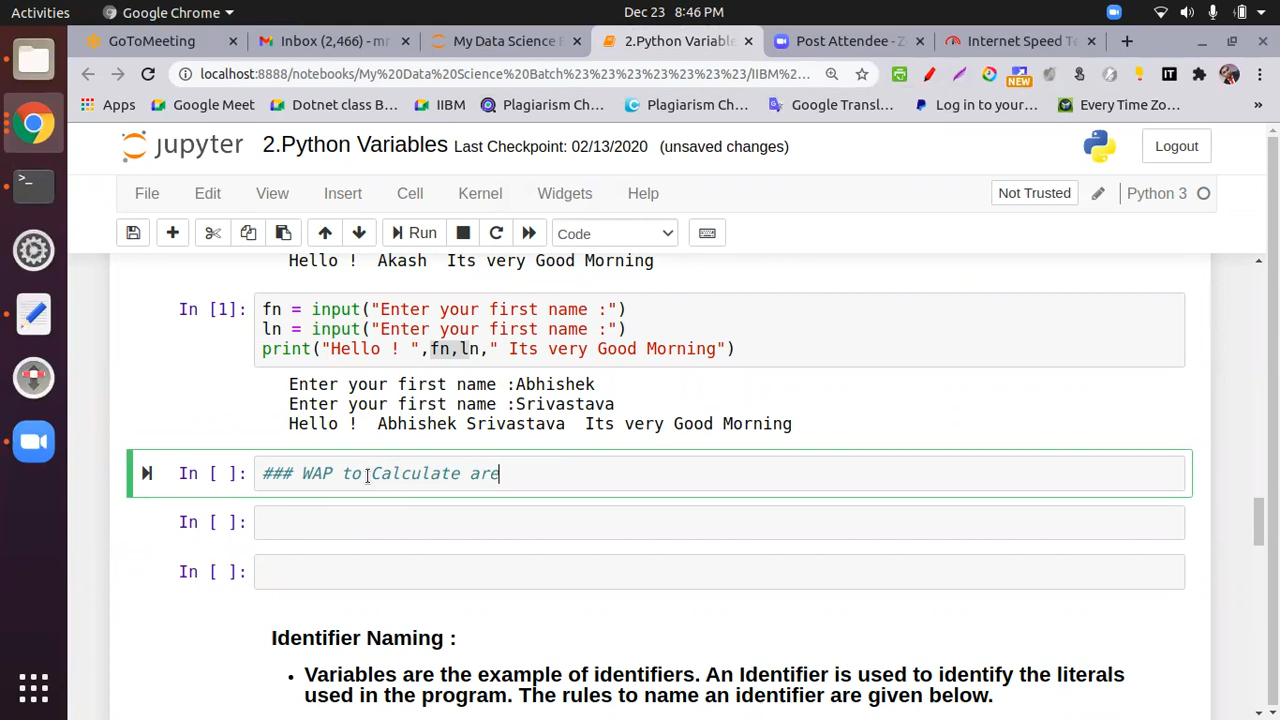 Activities
Google Chrome
Dec 23 8:46 PM
GoToMeeting
Inbox (2,466) - mr
My Data Science
2.Python Variable
Post Attendee - Z
Internet Speed Te
localhost:8888/notebooks/My%20Data%20Science%20Batch%23%23%23%23%23%23/IIBM%2...
NEW
IT
Apps
Google Meet
Dotnet class B...
IIBM
Plagiarism Ch...
Plagiarism Ch...
Google Transl...
Log in to your...
Every Time Zo...
»
jupyter
2.Python Variables Last Checkpoint: 02/13/2020 (unsaved changes)
Logout
File
Edit
View
Insert
Cell
Kernel
Widgets
Help
Not Trusted
Python 3
Run
Code
Hello ! Akash Its very Good Morning
In [1]:
fn = input("Enter your first name :")
ln = input("Enter your first name :")
print("Hello ! ",fn,ln," Its very Good Morning")
Enter your first name :Abhishek
Enter your first name :Srivastava
Hello ! Abhishek Srivastava Its very Good Morning
In [ ]:
### WAP to Calculate are
In [ ]:
In [ ]:
Identifier Naming :
• Variables are the example of identifiers. An Identifier is used to identify the literals
used in the program. The rules to name an identifier are given below.